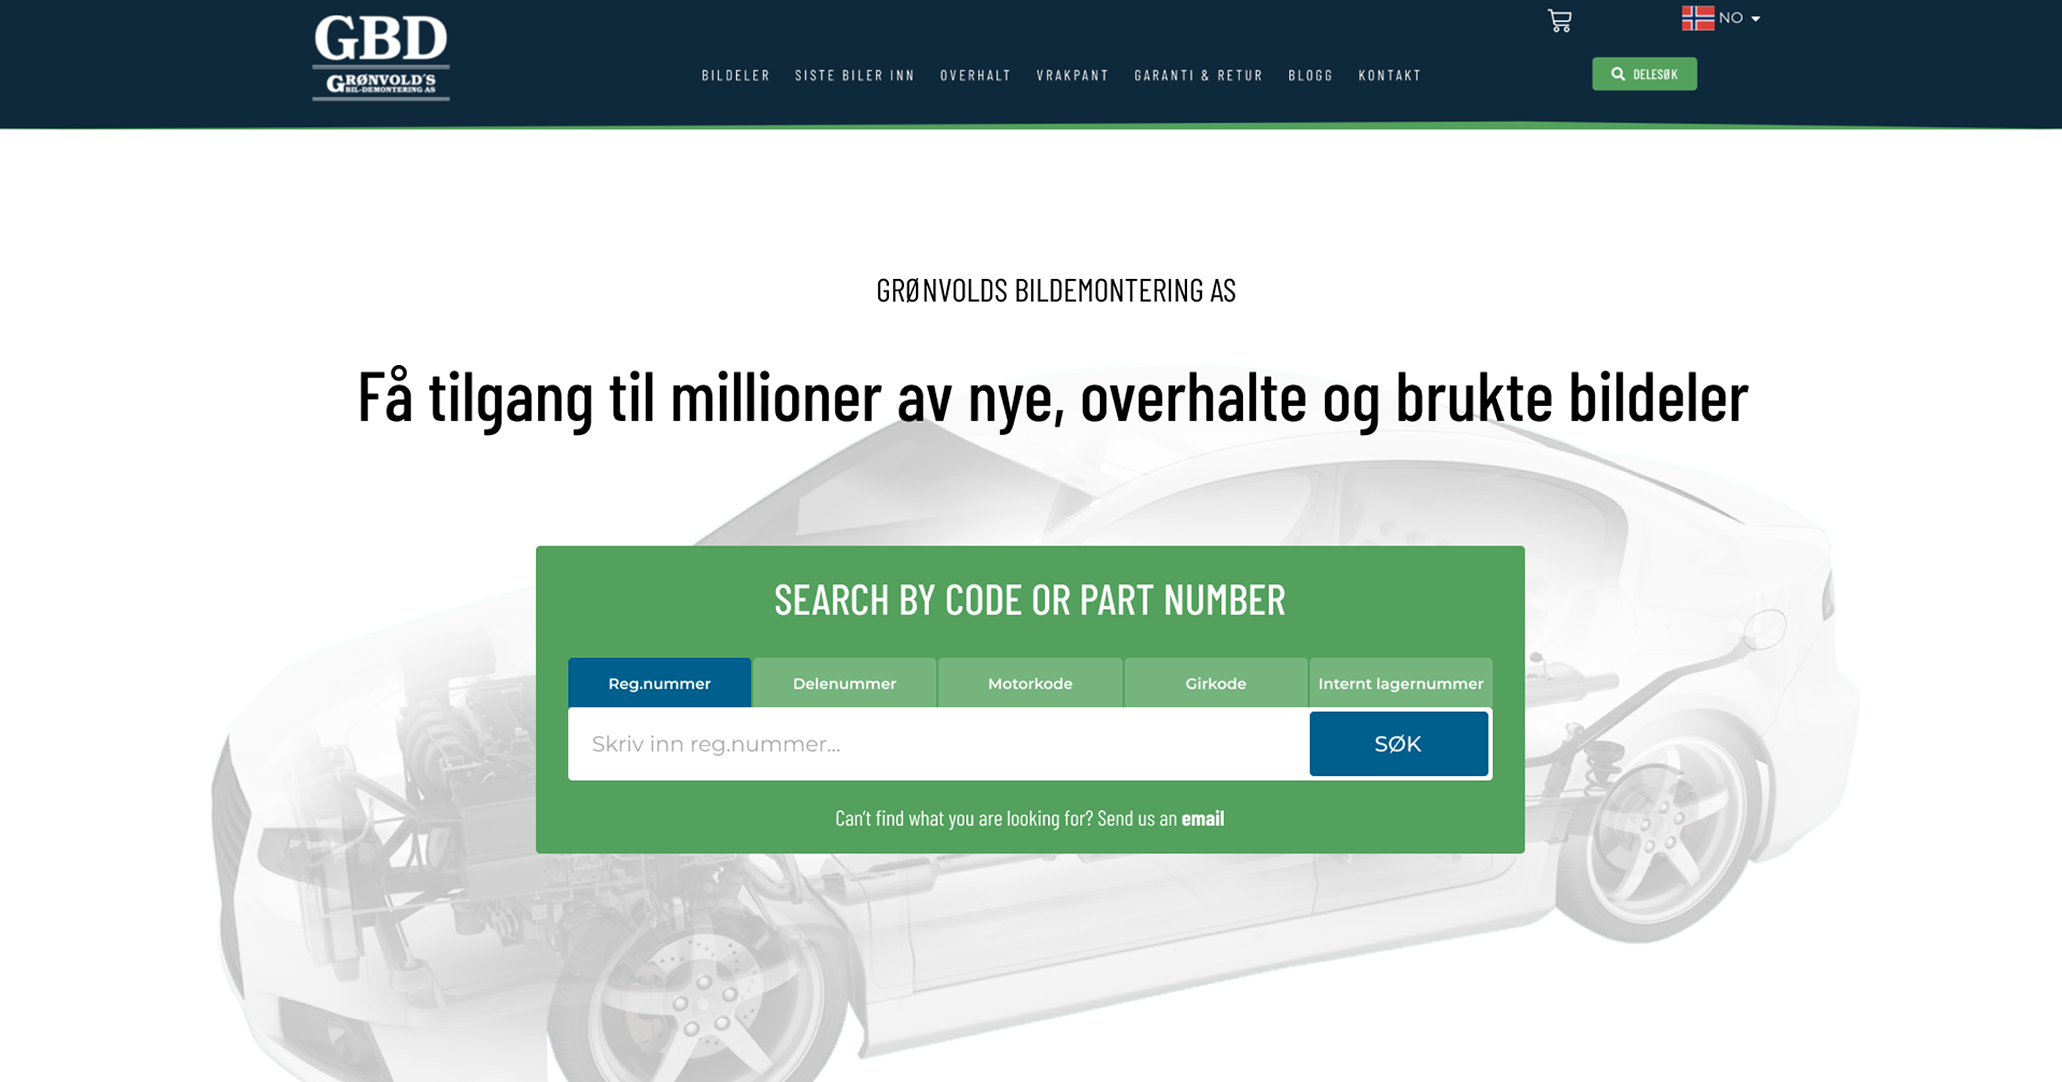 GBD
GRØNVOLD'S
BIL-DEMONTERING AS
NO
BILDELER SISTE BILER INN OVERHALT VRAKPANT GARANTI & RETUR BLOGG KONTAKT
DELESØK
GRØNVOLDS BILDEMONTERING AS
Få tilgang til millioner av nye, overhalte og brukte bildeler
SEARCH BY CODE OR PART NUMBER
Reg.nummer Delenummer Motorkode Girkode Internt lagernummer
Skriv inn reg.nummer... SØK
Can't find what you are looking for? Send us an email